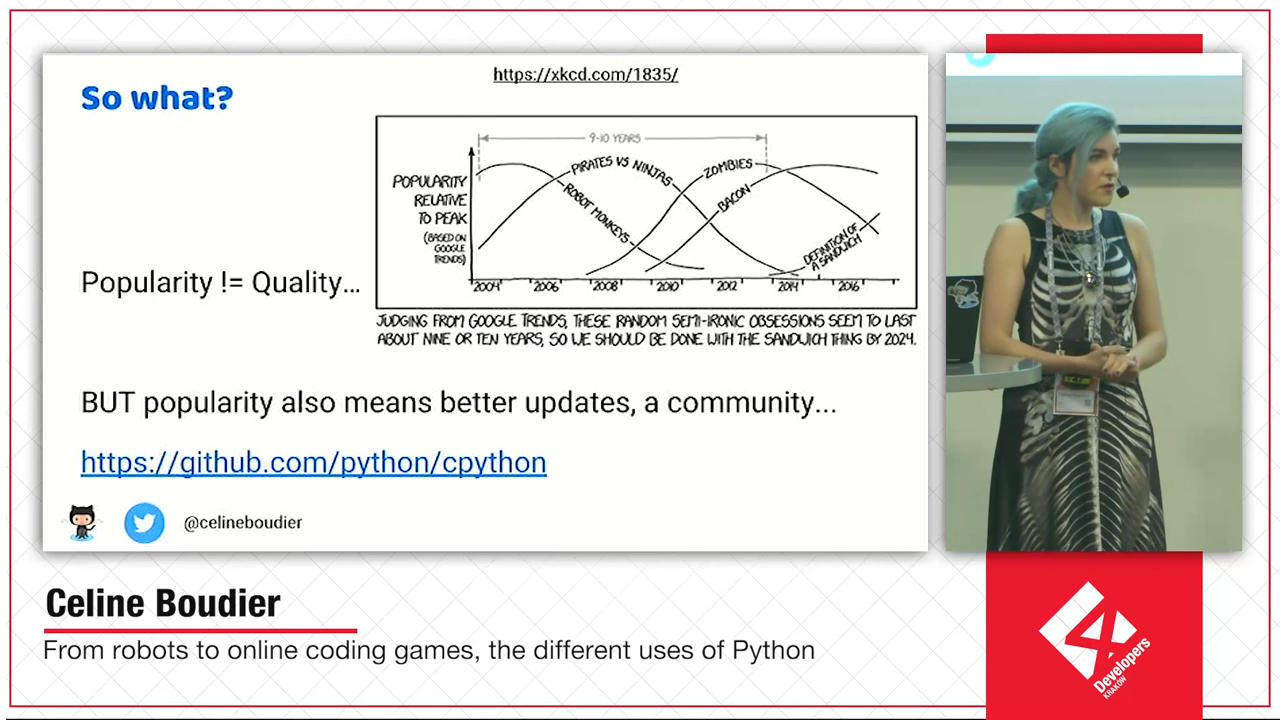 https://xkcd.com/1835/
So what?
9-10 YEARS
POPULARITY
RELATIVE
TO PEAK
(BASED ON
GOOGLE
TRENDS)
PIRATES VS NINJAS
ROBOT MONKEYS
ZOMBIES
BACON
DEFINITION OF
A SANDWICH
2004 2006 2008 2010 2012 2014 2016
JUDGING FROM GOOGLE TRENDS, THESE RANDOM SEMI-IRONIC OBSESSIONS SEEM TO LAST
ABOUT NINE OR TEN YEARS, SO WE SHOULD BE DONE WITH THE SANDWICH THING BY 2024.
Popularity != Quality...
BUT popularity also means better updates, a community...
https://github.com/python/cpython
@celineboudier
Celine Boudier
From robots to online coding games, the different uses of Python
4
Developers
KRAKOW